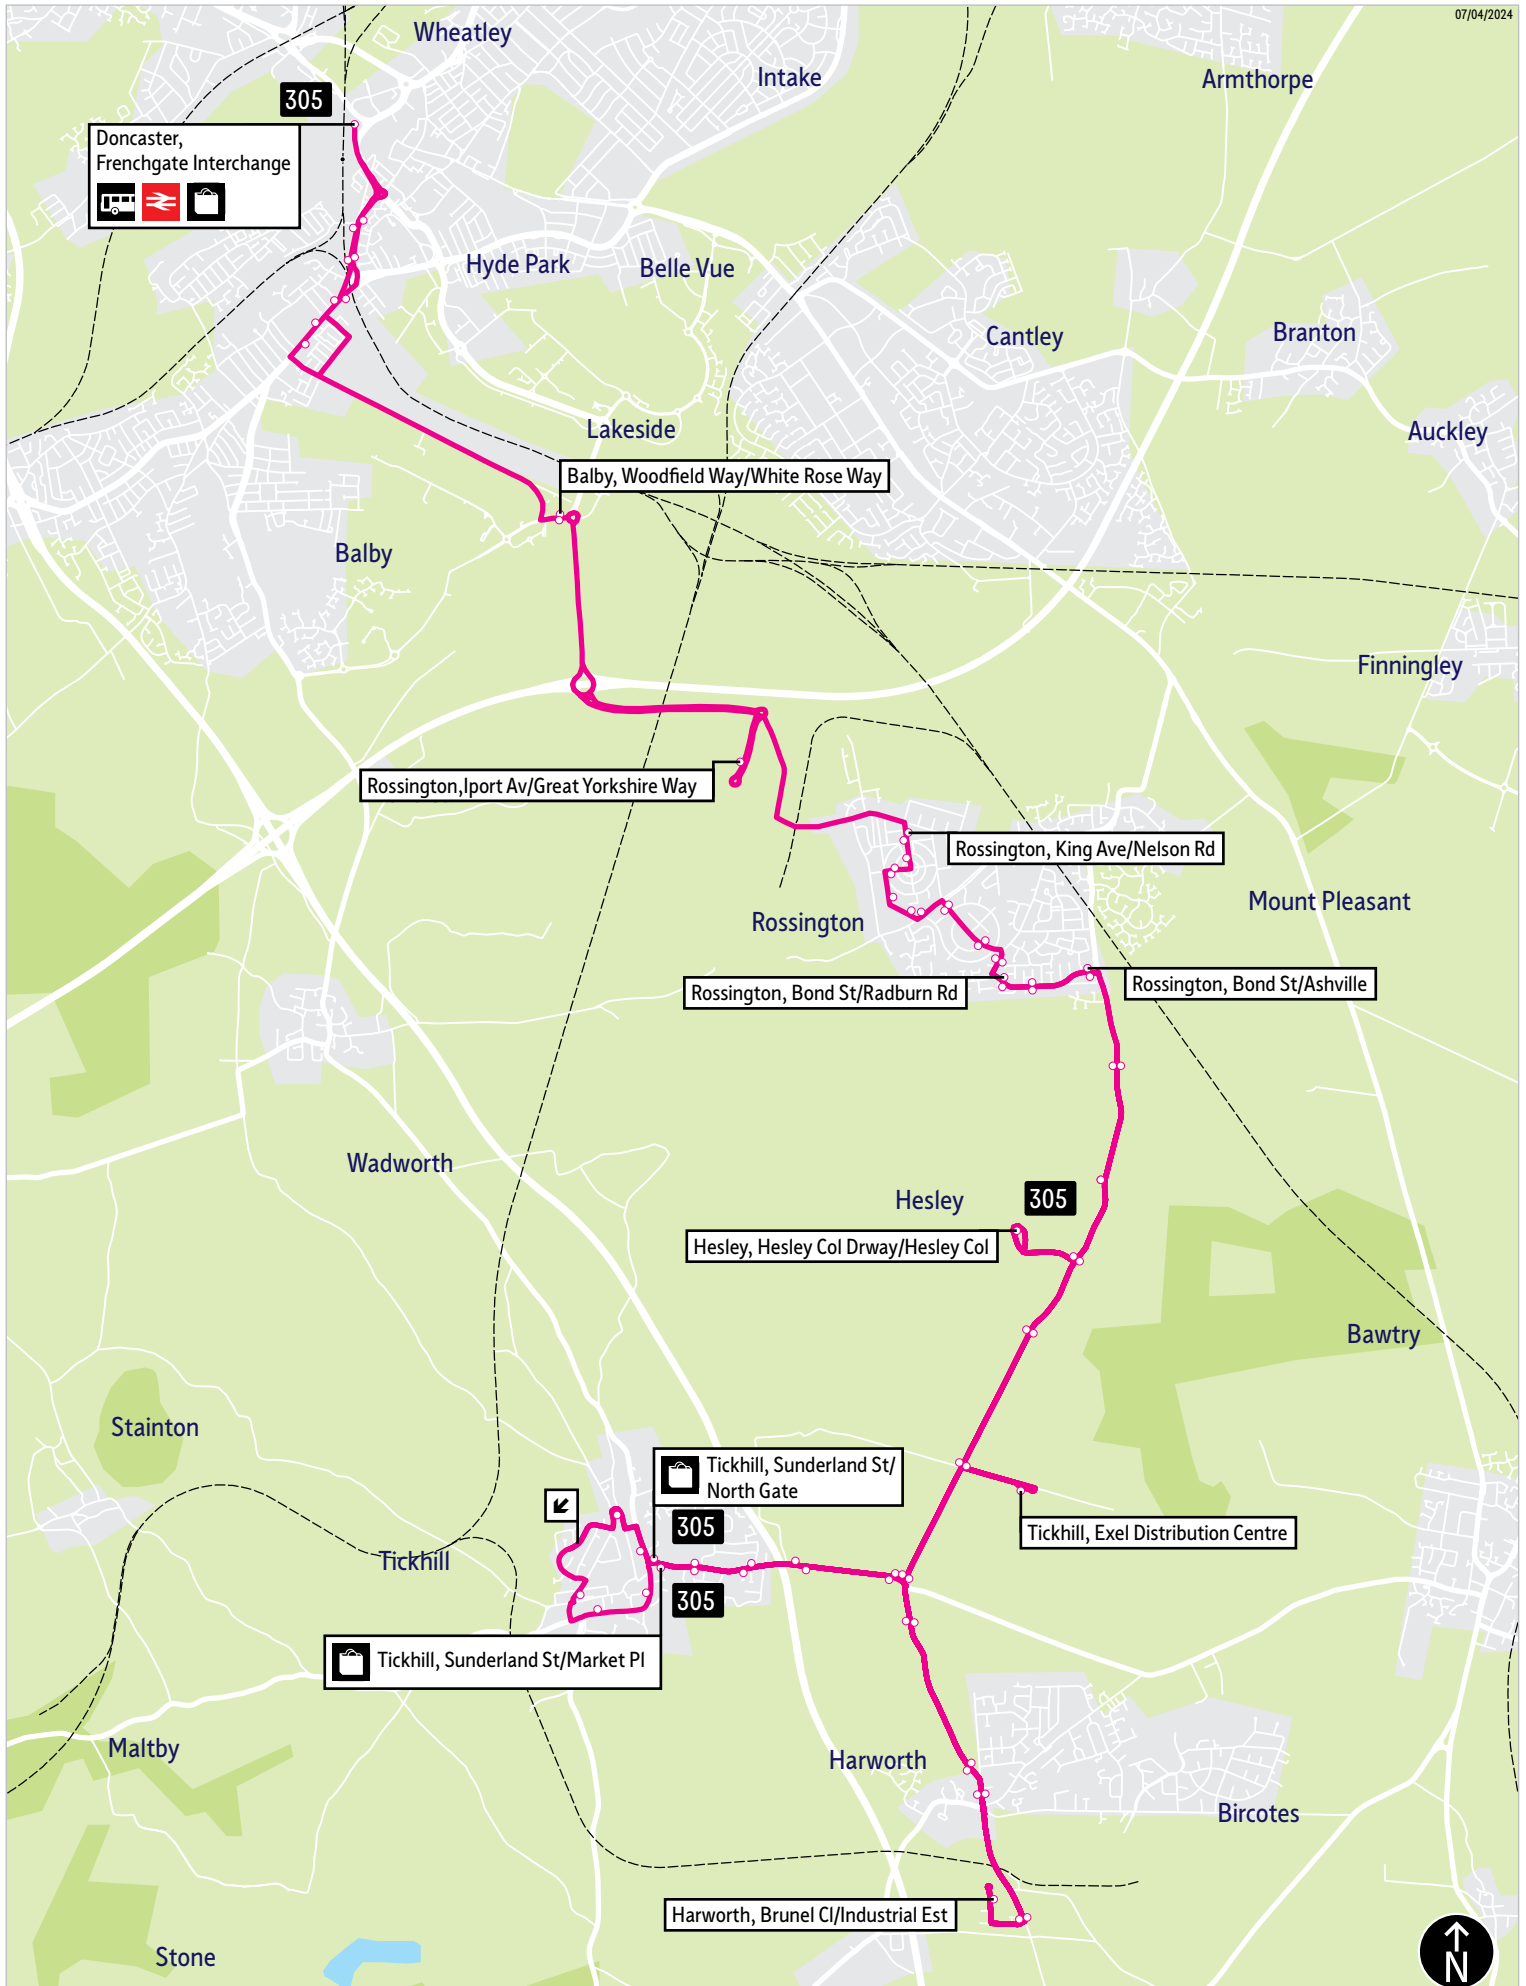 07/04/2024
Wheatley
Intake
Armthorpe
305
Doncaster,
Frenchgate Interchange
Hyde Park
Belle Vue
Cantley
Branton
Auckley
Lakeside
Balby, Woodfield Way/White Rose Way
Balby
Finningley
Rossington,Iport Av/Great Yorkshire Way
Rossington, King Ave/Nelson Rd
Mount Pleasant
Rossington
Rossington, Bond St/Radburn Rd
Rossington, Bond St/Ashville
Wadworth
Hesley
305
Hesley, Hesley Col Drway/Hesley Col
Bawtry
Stainton
Tickhill, Sunderland St/
North Gate
305
Tickhill, Exel Distribution Centre
Tickhill
305
Tickhill, Sunderland St/Market Pl
Maltby
Harworth
Bircotes
Harworth, Brunel Cl/Industrial Est
Stone
N